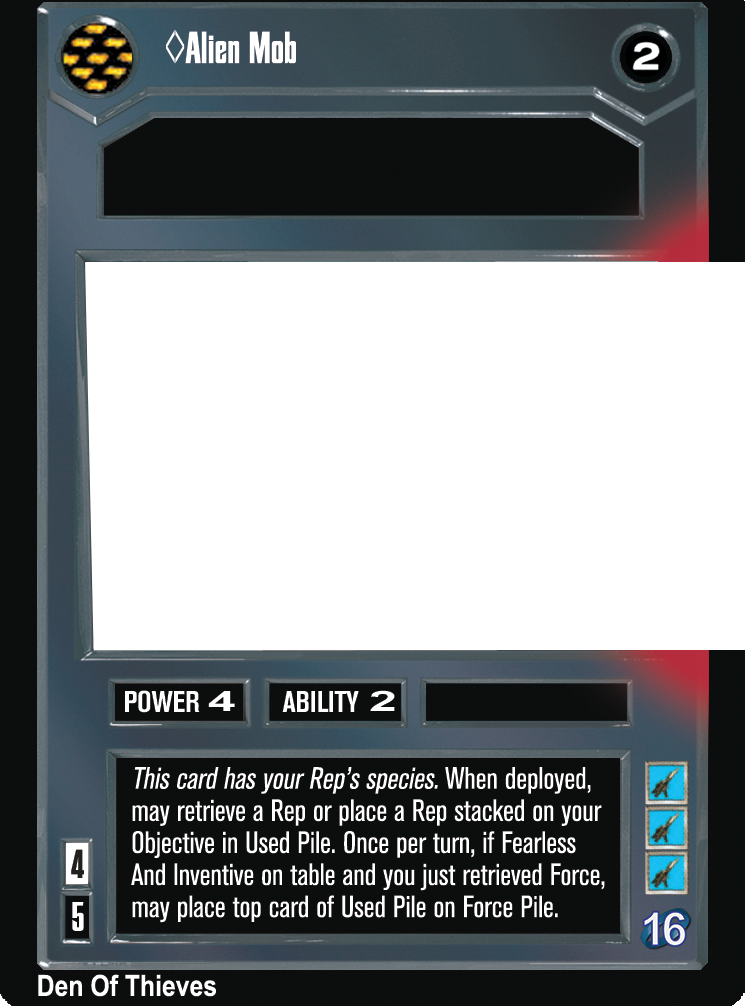 ◊Alien Mob
2
POWER 4
ABILITY 2
This card has your Rep's species. When deployed,
may retrieve a Rep or place a Rep stacked on your
Objective in Used Pile. Once per turn, if Fearless
And Inventive on table and you just retrieved Force,
may place top card of Used Pile on Force Pile.
4
5
16
Den Of Thieves